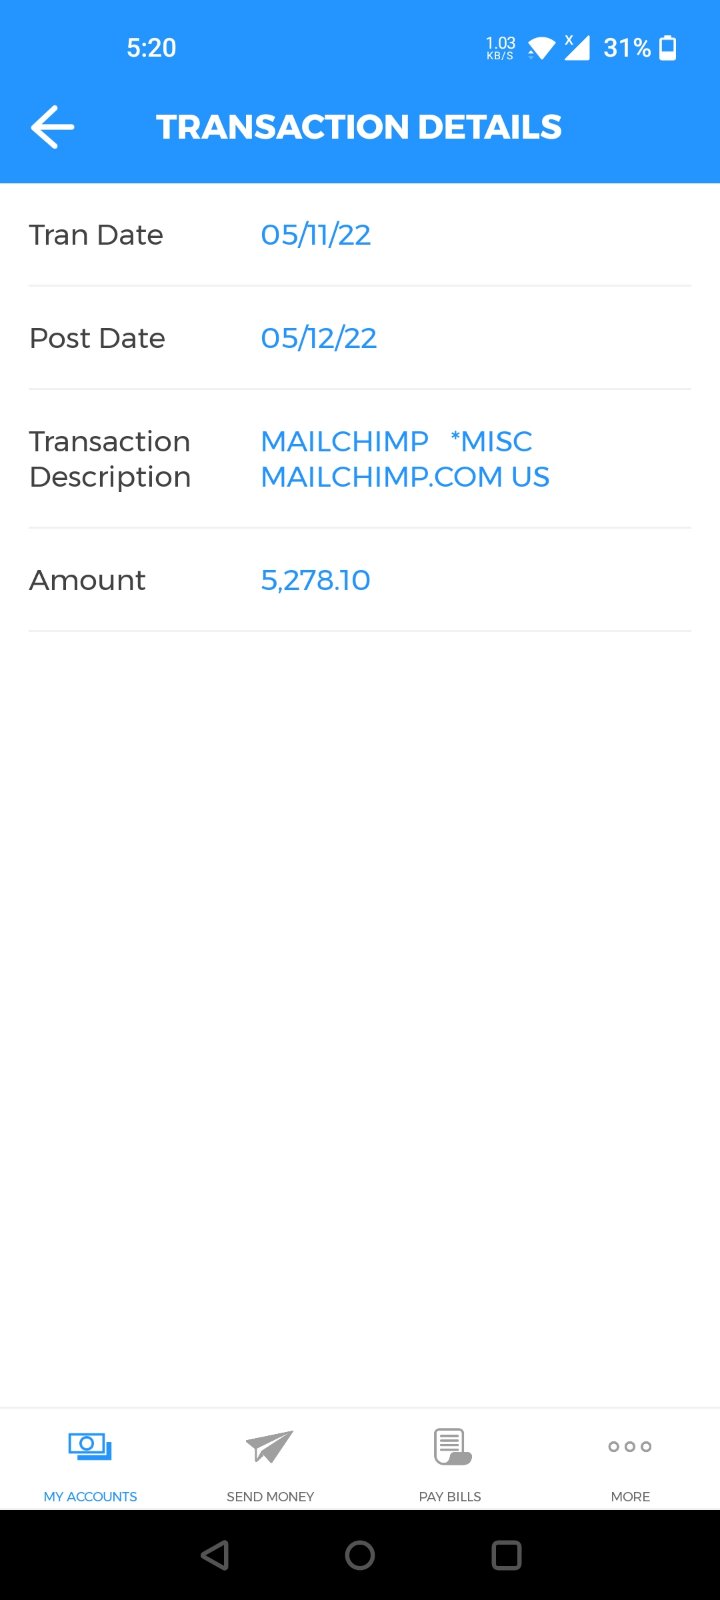 5:20
1.03
KB/S
X
31%
TRANSACTION DETAILS
Tran Date 05/11/22
Post Date 05/12/22
Transaction MAILCHIMP   *MISC
Description MAILCHIMP.COM US
Amount 5,278.10
MY ACCOUNTS SEND MONEY PAY BILLS MORE